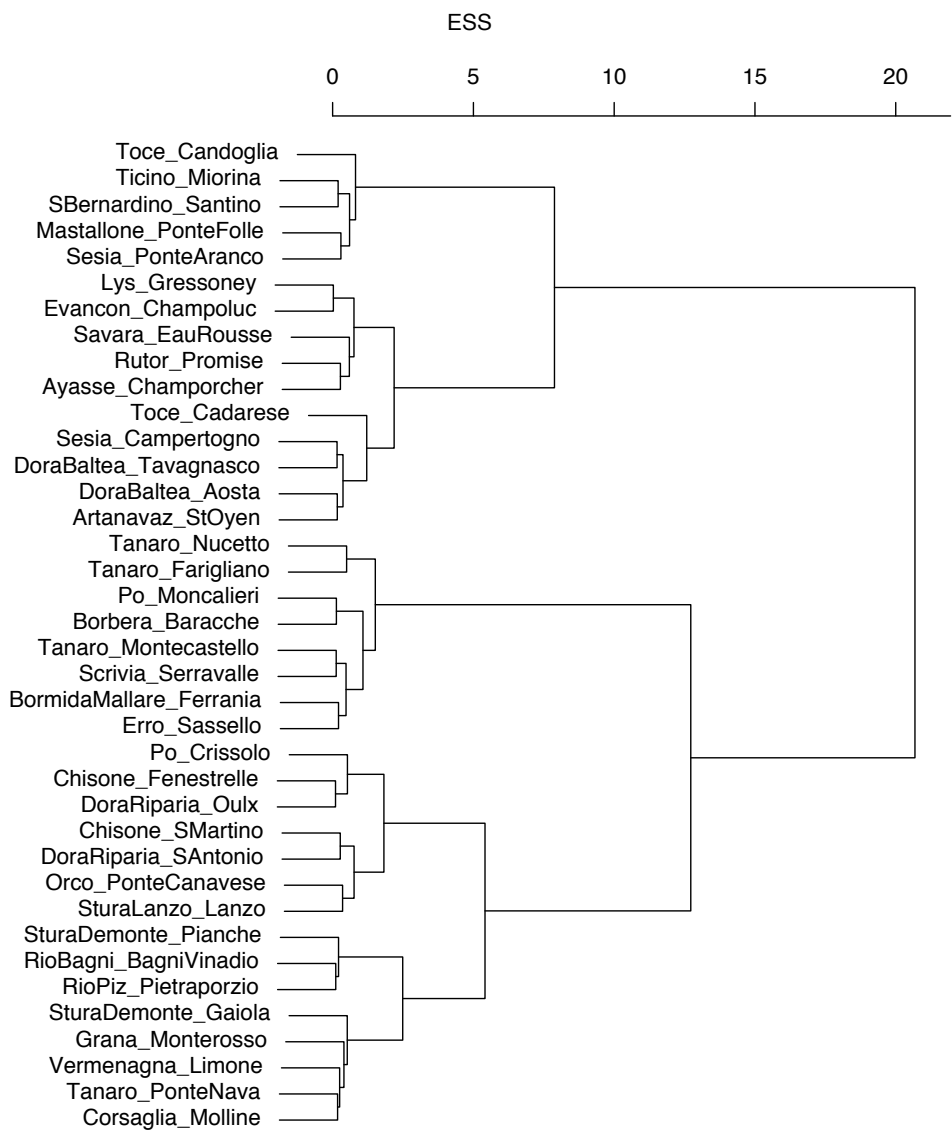 ESS
0 5 10 15 20
Toce_Candoglia
Ticino_Miorina
SBernardino_Santino
Mastallone_PonteFolle
Sesia_PonteAranco
Lys_Gressoney
Evancon_Champoluc
Savara_EauRousse
Rutor_Promise
Ayasse_Champorcher
Toce_Cadarese
Sesia_Campertogno
DoraBaltea_Tavagnasco
DoraBaltea_Aosta
Artanavaz_StOyen
Tanaro_Nucetto
Tanaro_Farigliano
Po_Moncalieri
Borbera_Baracche
Tanaro_Montecastello
Scrivia_Serravalle
BormidaMallare_Ferrania
Erro_Sassello
Po_Crissolo
Chisone_Fenestrelle
DoraRiparia_Oulx
Chisone_SMartino
DoraRiparia_SAntonio
Orco_PonteCanavese
SturaLanzo_Lanzo
SturaDemonte_Pianche
RioBagni_BagniVinadio
RioPiz_Pietraporzio
SturaDemonte_Gaiola
Grana_Monterosso
Vermenagna_Limone
Tanaro_PonteNava
Corsaglia_Molline